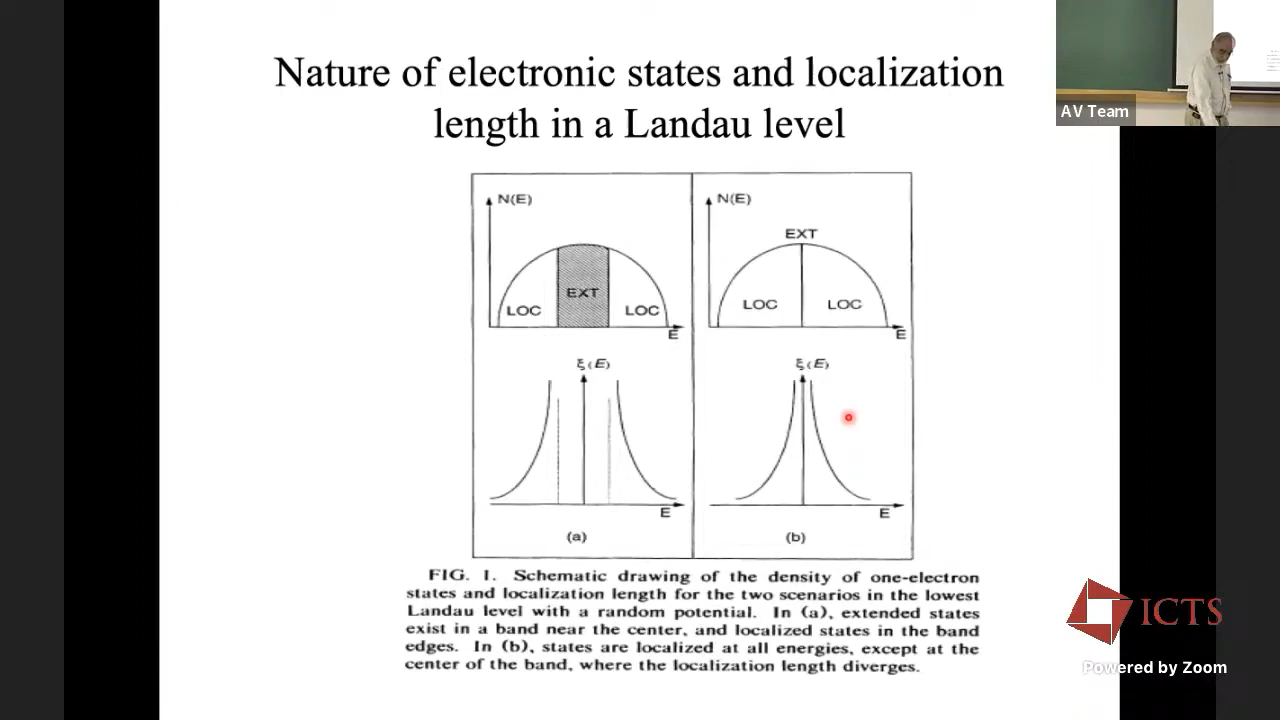 Nature of electronic states and localization
length in a Landau level
AV Team
N(E)
EXT
LOC
LOC
E
ξ(E)
E
(a)
N(E)
EXT
LOC
LOC
E
ξ(E)
E
(b)
FIG. 1. Schematic drawing of the density of one-electron
states and localization length for the two scenarios in the lowest
Landau level with a random potential. In (a), extended states
exist in a band near the center, and localized states in the band
edges. In (b), states are localized at all energies, except at the
center of the band, where the localization length diverges.
ICTS
Powered by Zoom